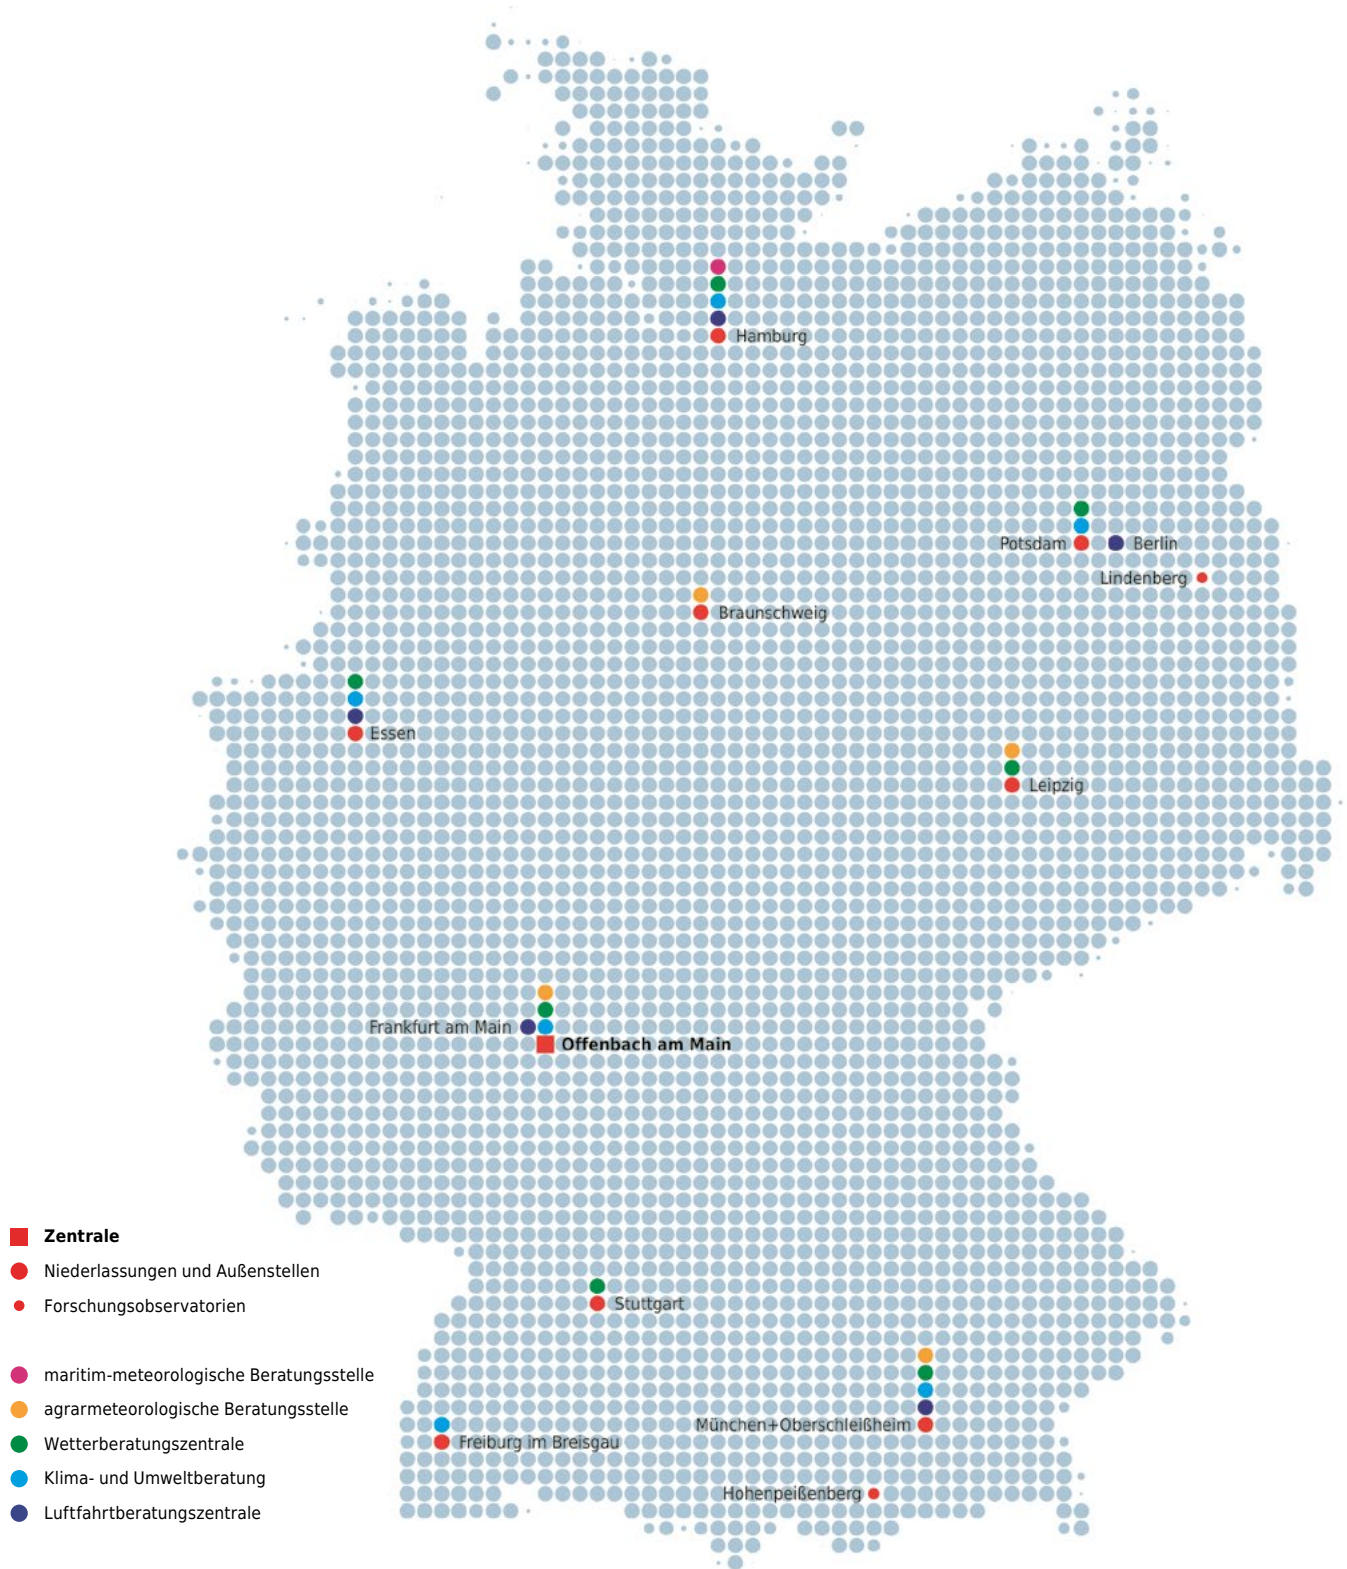 Hamburg
Potsdam
Berlin
Lindenberg
Braunschweig
Essen
Leipzig
Frankfurt am Main
Offenbach am Main
Zentrale
Niederlassungen und Außenstellen
Forschungsobservatorien
Stuttgart
maritim-meteorologische Beratungsstelle
agrarmeteorologische Beratungsstelle
Wetterberatungszentrale
Klima- und Umweltberatung
Luftfahrtberatungszentrale
München+Oberschleißheim
Freiburg im Breisgau
Hohenpeißenberg